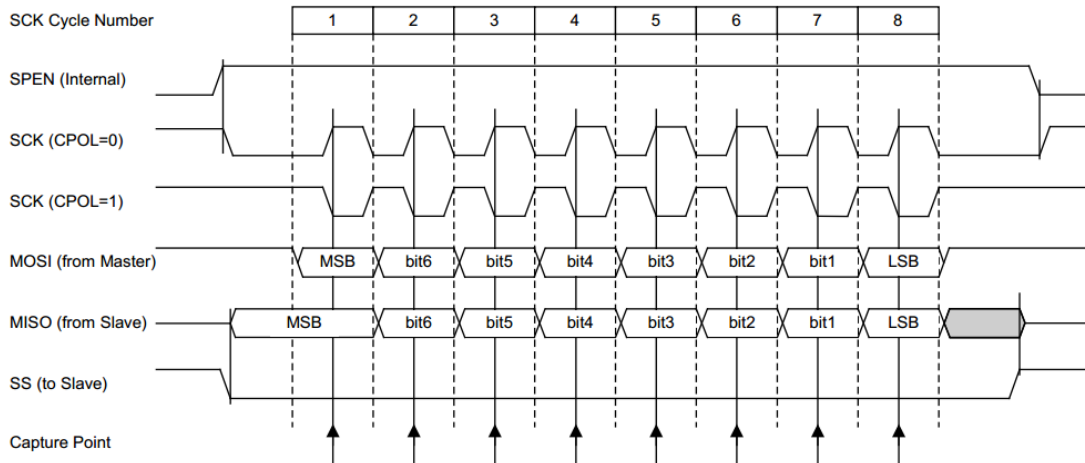 SCK Cycle Number 1 2 3 4 5 6 7 8
SPEN (Internal)
SCK (CPOL=0)
SCK (CPOL=1)
MOSI (from Master) MSB bit6 bit5 bit4 bit3 bit2 bit1 LSB
MISO (from Slave) MSB bit6 bit5 bit4 bit3 bit2 bit1 LSB
SS (to Slave)
Capture Point